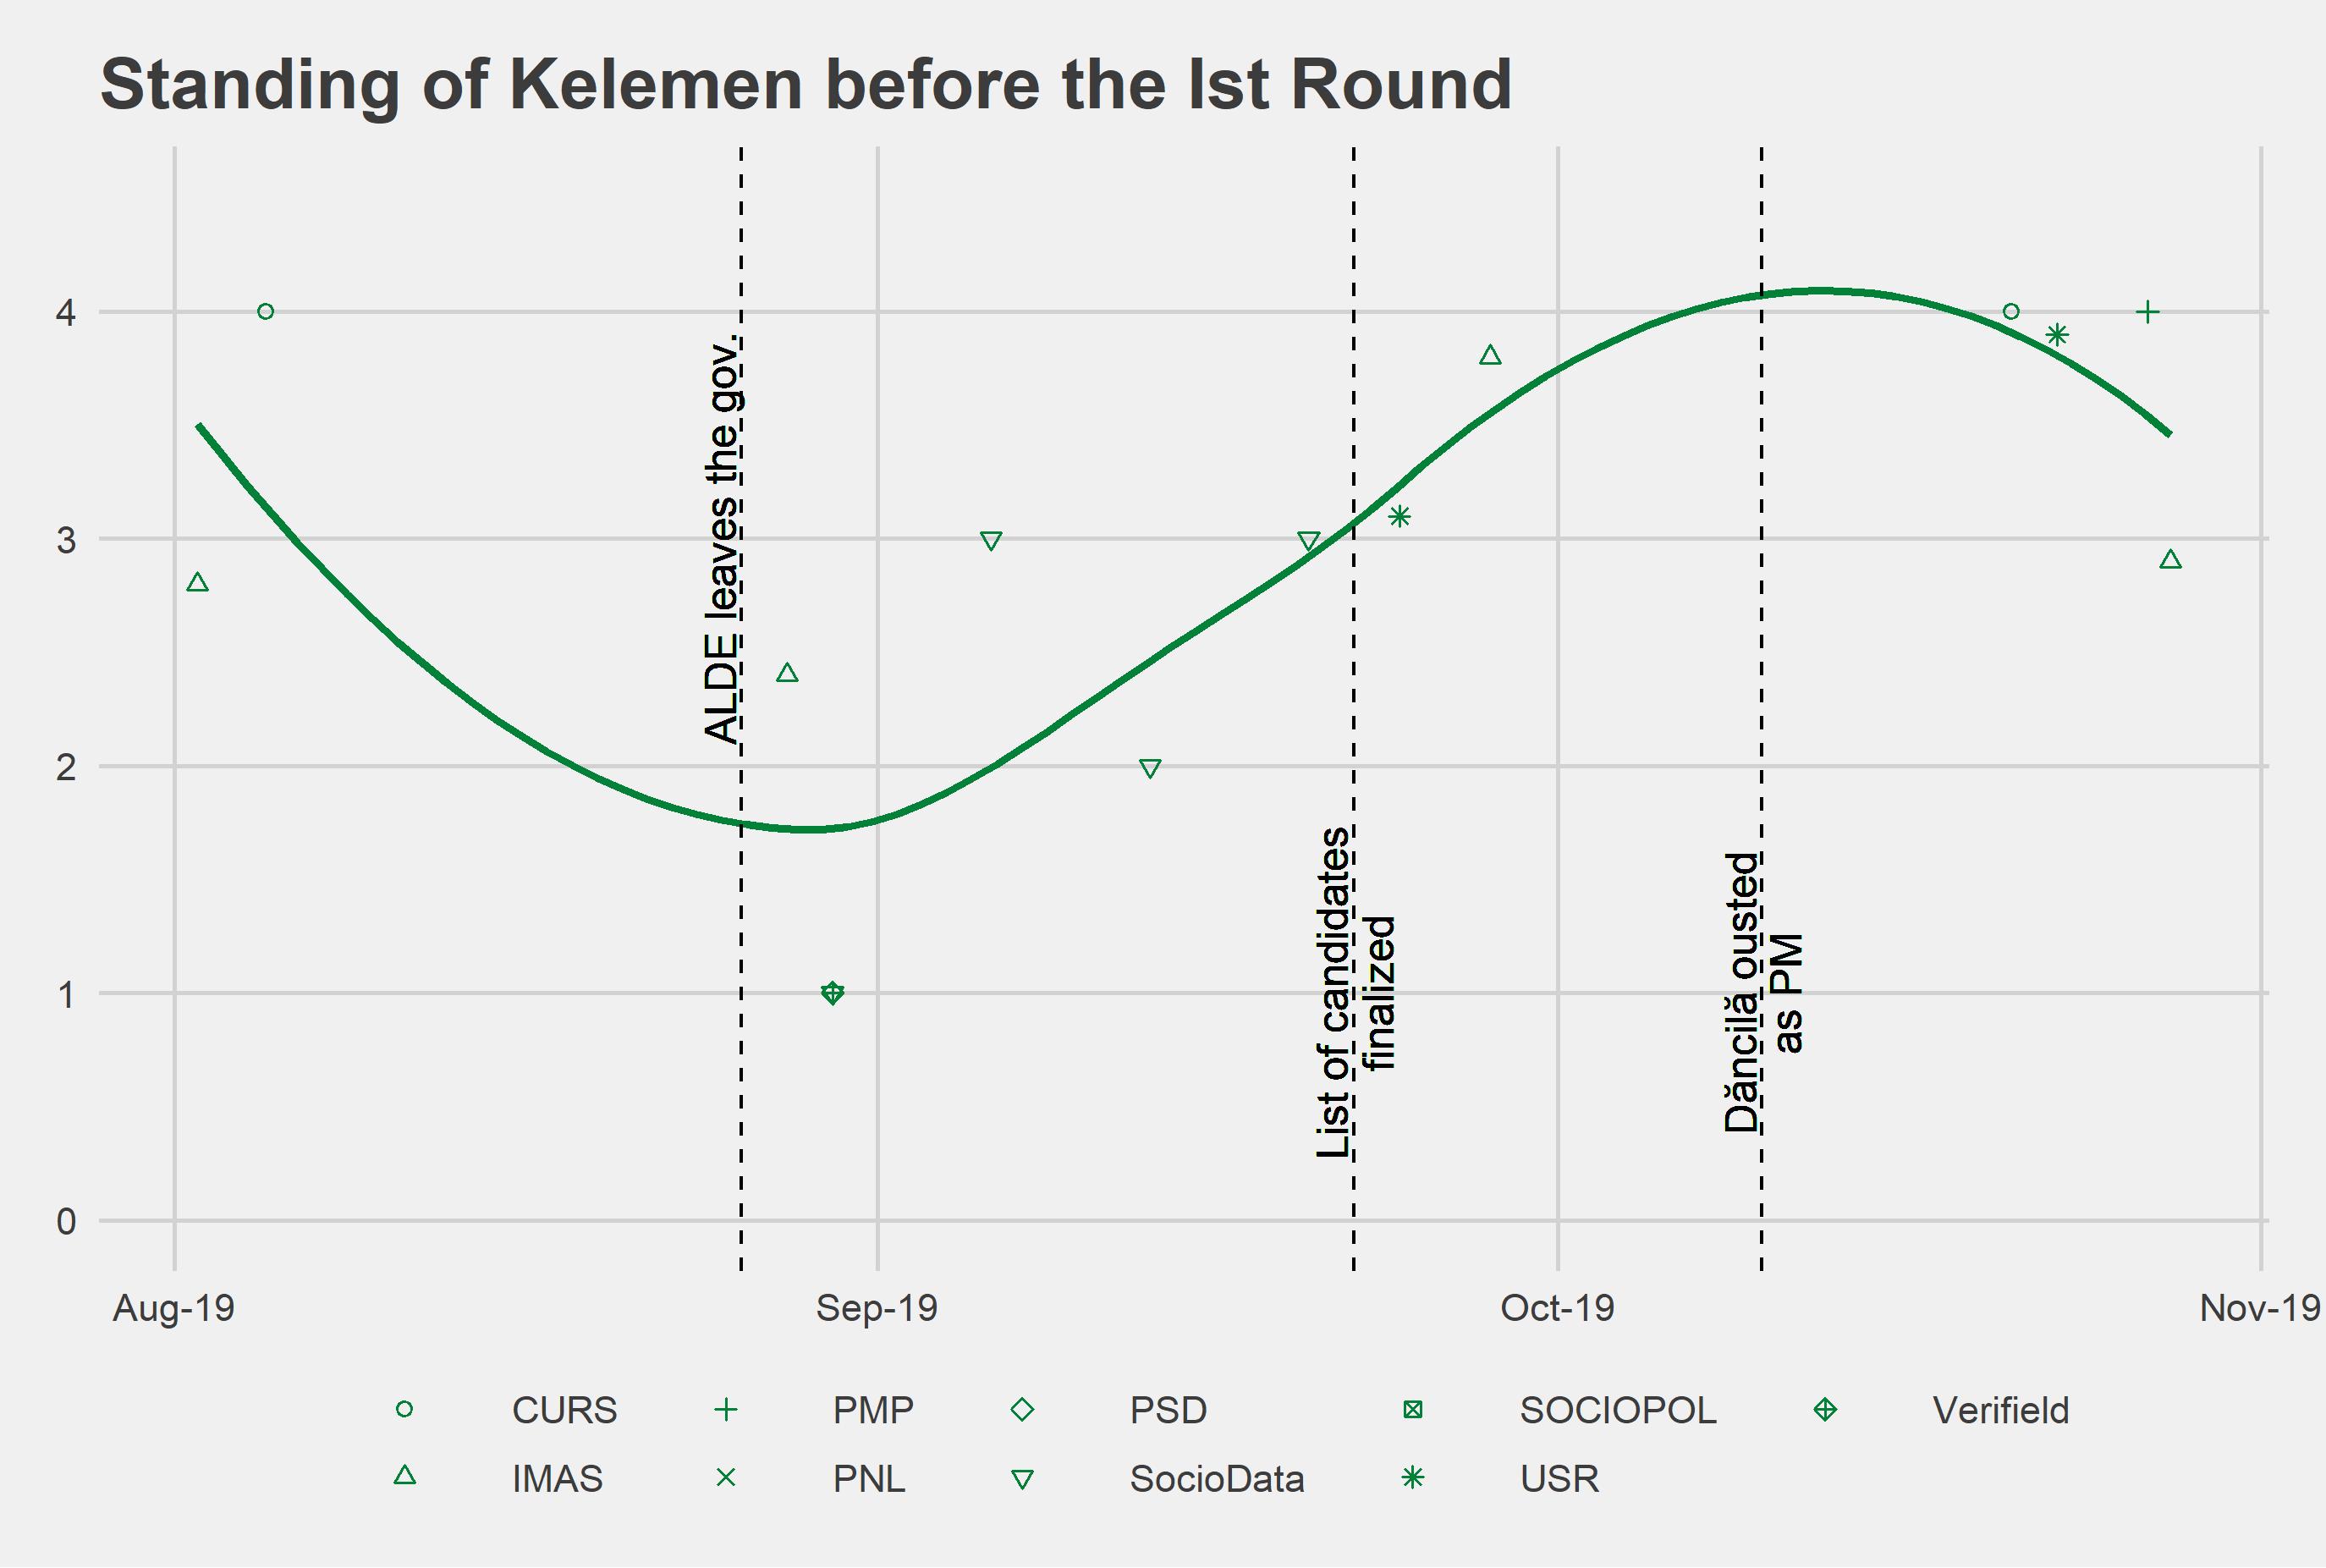 Standing of Kelemen before the Ist Round
4
3
2
1
0
ALDE leaves the gov.
List of candidates
finalized
Dăncilă ousted
as PM
Aug-19
Sep-19
Oct-19
Nov-19
CURS
PMP
PSD
SOCIOPOL
Verifield
IMAS
PNL
SocioData
USR